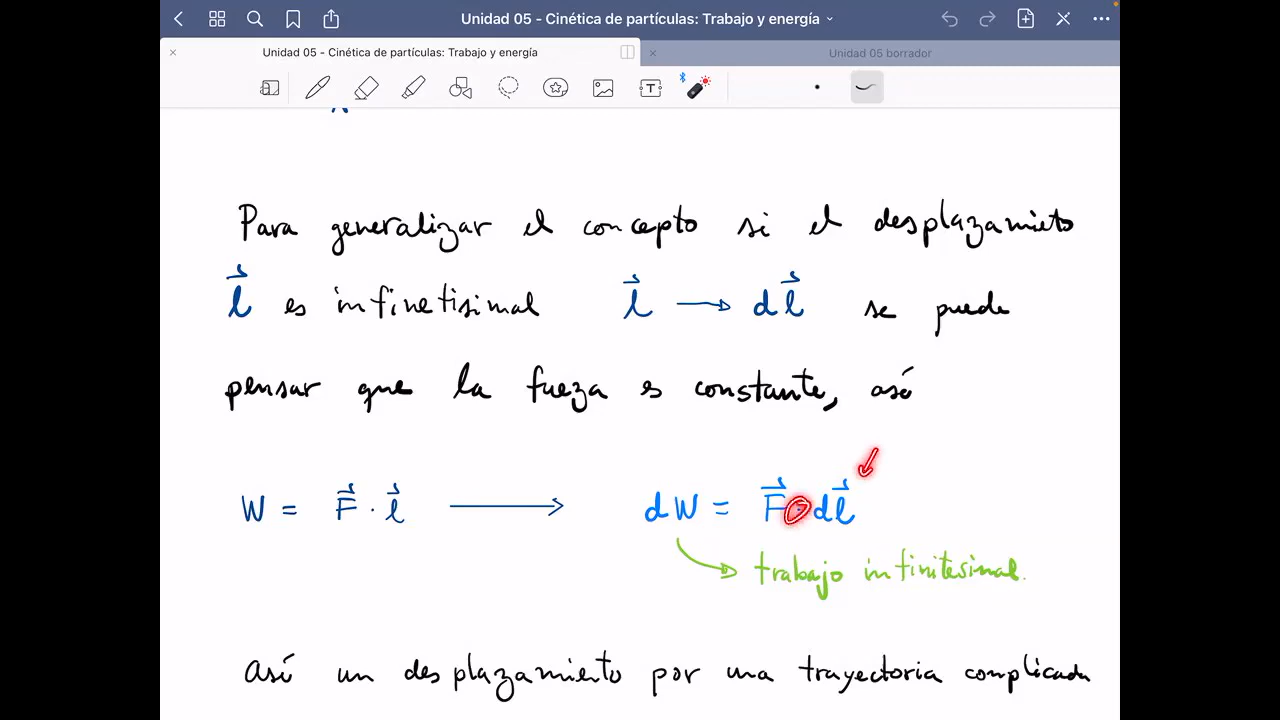 Unidad 05 - Cinética de partículas: Trabajo y energía
Unidad 05 - Cinética de partículas: Trabajo y energía
Unidad 05 borrador
Para generalizar el concepto si el desplazamieto
l⃗ es infinetisimal l⃗ → dl⃗ se puede
pensar que la fueza es constante, así
W = F⃗ · l⃗ → dW = F⃗ · dl⃗
trabajo infinitesimal.
así un desplazamiento por una trayectoria complicada